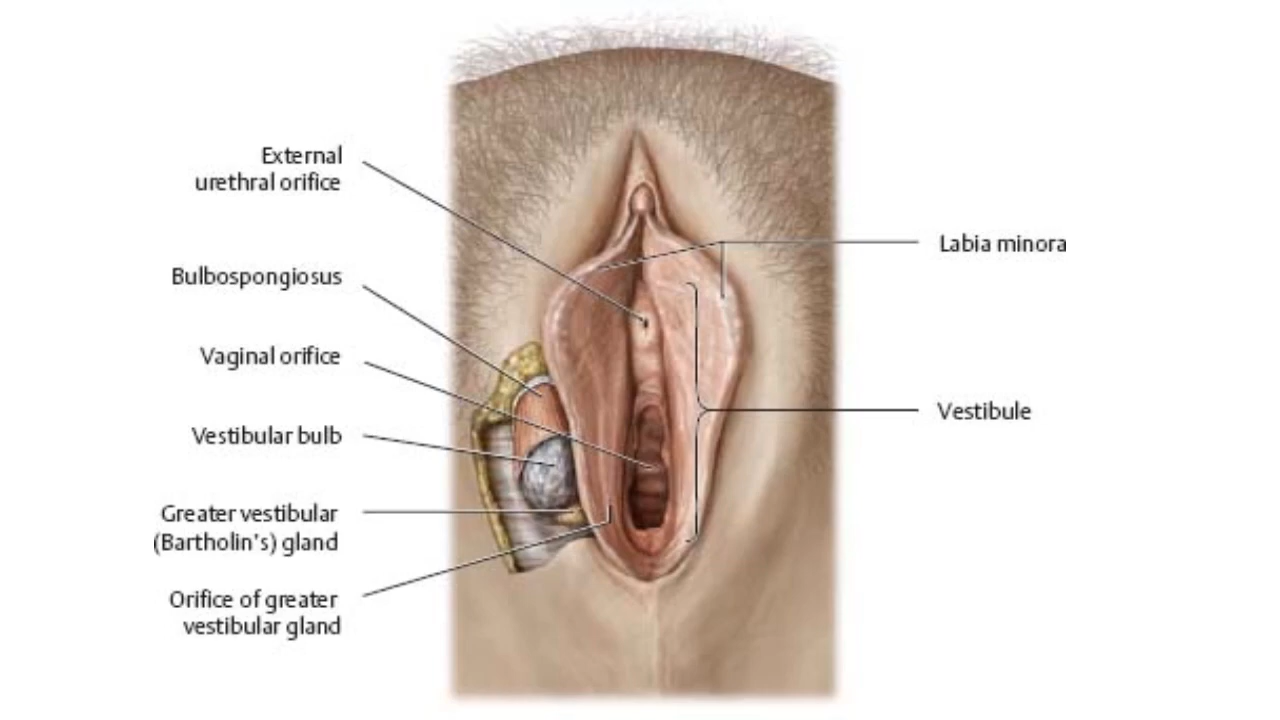 External
urethral orifice
Bulbospongiosus
Vaginal orifice
Vestibular bulb
Greater vestibular
(Bartholin's) gland
Orifice of greater
vestibular gland
Labia minora
Vestibule